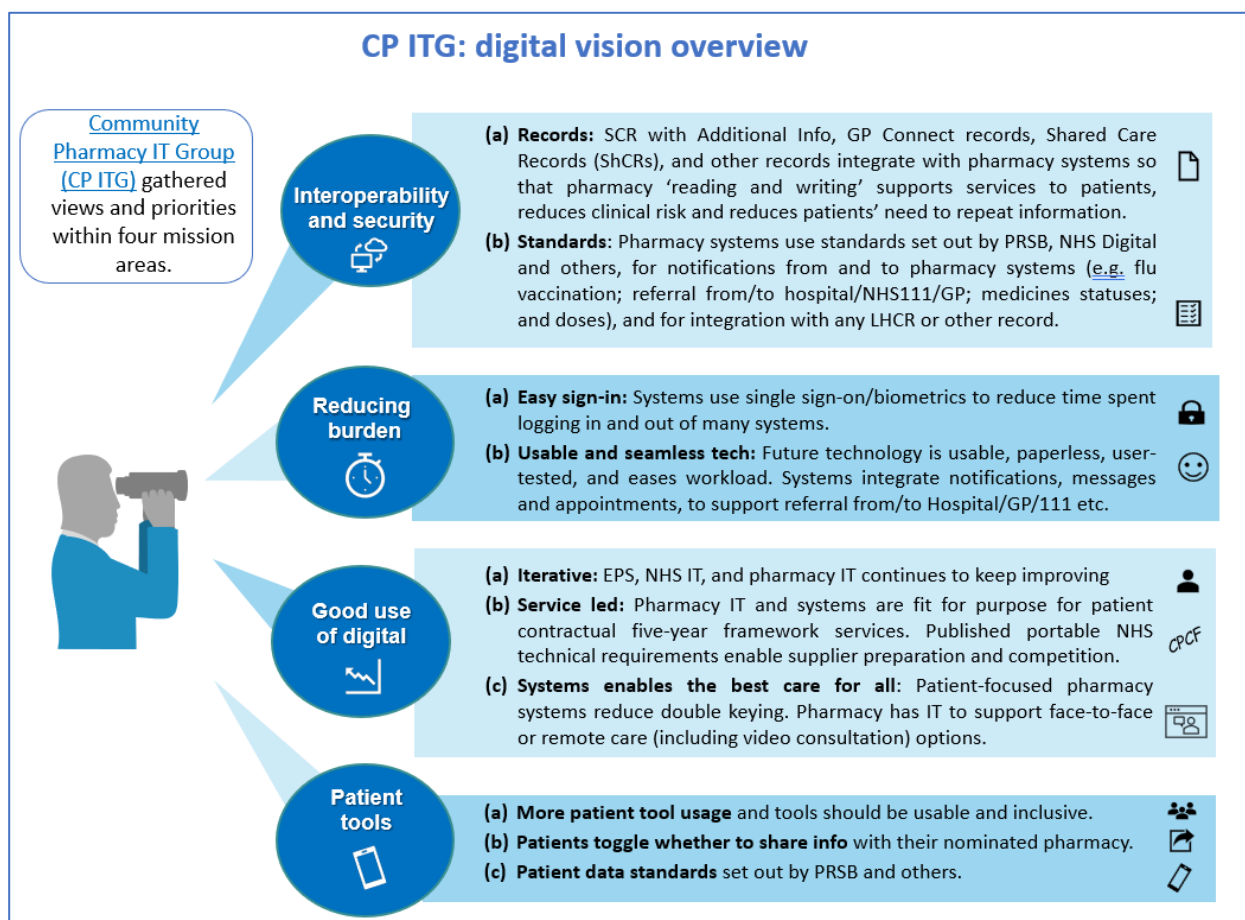 CP ITG: digital vision overview
Community
Pharmacy IT Group
(CP ITG) gathered
views and priorities
within four mission
areas.
Interoperability
and security
(a) Records: SCR with Additional Info, GP Connect records, Shared Care
Records (ShCRs), and other records integrate with pharmacy systems so
that pharmacy ‘reading and writing’ supports services to patients,
reduces clinical risk and reduces patients’ need to repeat information.
(b) Standards: Pharmacy systems use standards set out by PRSB, NHS Digital
and others, for notifications from and to pharmacy systems (e.g. flu
vaccination; referral from/to hospital/NHS111/GP; medicines statuses;
and doses), and for integration with any LHCR or other record.
Reducing
burden
(a) Easy sign-in: Systems use single sign-on/biometrics to reduce time spent
logging in and out of many systems.
(b) Usable and seamless tech: Future technology is usable, paperless, user-
tested, and eases workload. Systems integrate notifications, messages
and appointments, to support referral from/to Hospital/GP/111 etc.
Good use
of digital
(a) Iterative: EPS, NHS IT, and pharmacy IT continues to keep improving
(b) Service led: Pharmacy IT and systems are fit for purpose for patient
contractual five-year framework services. Published portable NHS
technical requirements enable supplier preparation and competition.
CPCF
(c) Systems enables the best care for all: Patient-focused pharmacy
systems reduce double keying. Pharmacy has IT to support face-to-face
or remote care (including video consultation) options.
Patient
tools
(a) More patient tool usage and tools should be usable and inclusive.
(b) Patients toggle whether to share info with their nominated pharmacy.
(c) Patient data standards set out by PRSB and others.